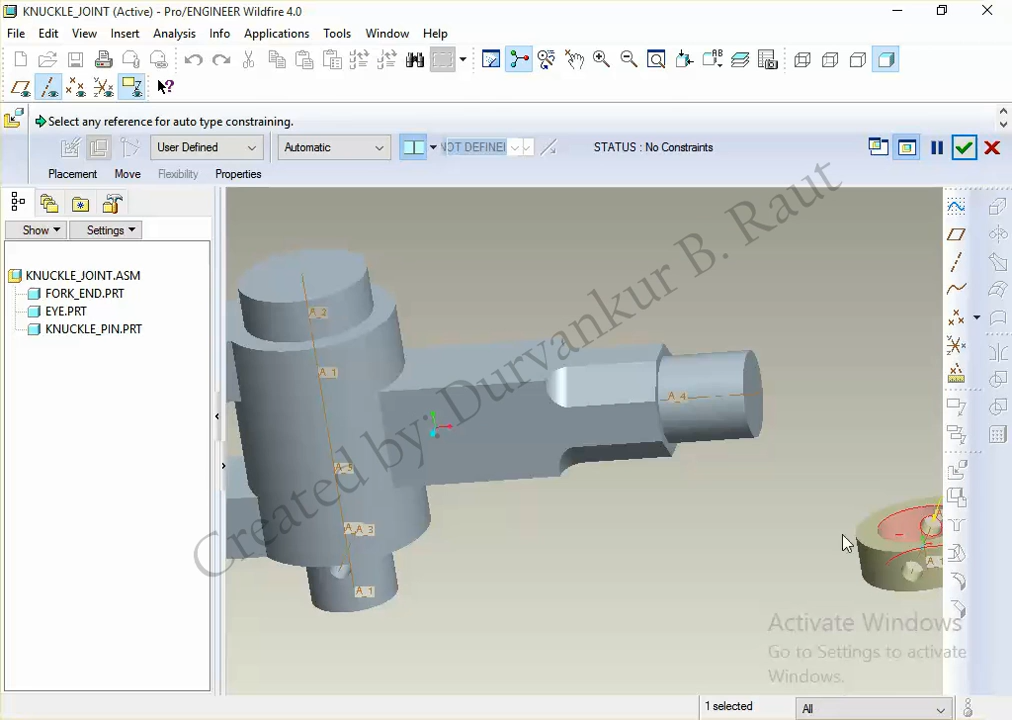 KNUCKLE_JOINT (Active) - Pro/ENGINEER Wildfire 4.0
File Edit View Insert Analysis Info Applications Tools Window Help
Select any reference for auto type constraining.
User Defined Automatic NOT DEFINED STATUS : No Constraints
Placement Move Flexibility Properties
Show Settings
KNUCKLE_JOINT.ASM
FORK_END.PRT
EYE.PRT
KNUCKLE_PIN.PRT
A_2
A_1
A_4
A_5
A_3
A_1
Created by: Durvankur B. Raut
Activate Windows
Go to Settings to activate
Windows.
1 selected All